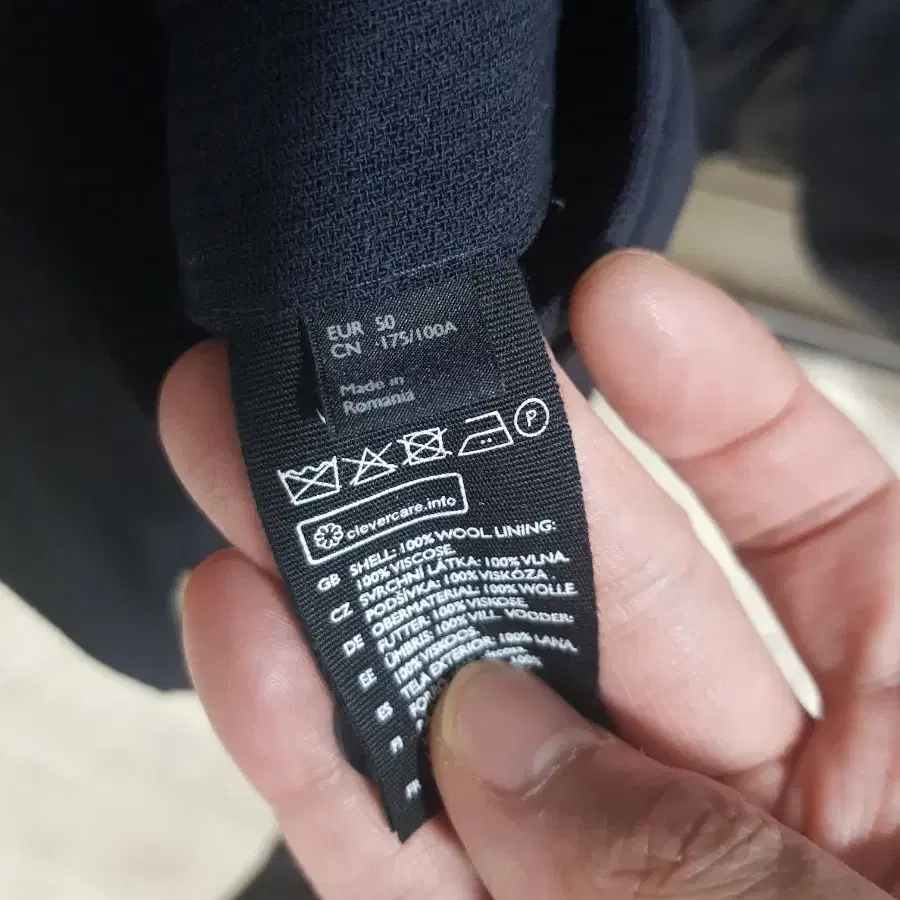 EUR 50
CN 175/100A
Made in
Romania
P
clevercare.info
GB SHELL: 100% WOOL LINING:
100% VISCOSE
CZ SVRCHNÍ LÁTKA: 100% VLNA
PODŠÍVKA: 100% VISKÓZA
DE OBERMATERIAL: 100% WOLLE
FUTTER: 100% VISKOSE
EE ÜMBRIS: 100% VILL VOODER:
100% VISKOOS
ES TELA EXTERIOR: 100% LANA
FI
FR